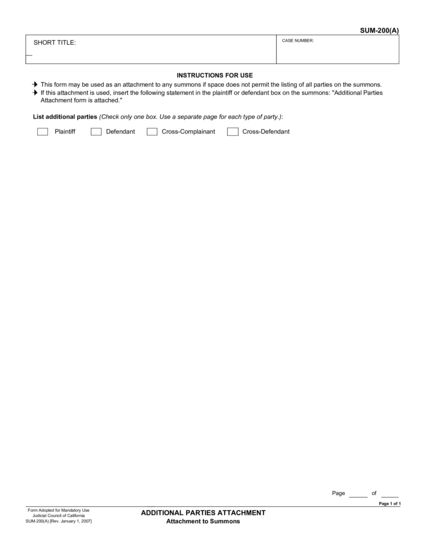 SUM-200(A)
SHORT TITLE:
CASE NUMBER:
INSTRUCTIONS FOR USE
➔ This form may be used as an attachment to any summons if space does not permit the listing of all parties on the summons.
➔ If this attachment is used, insert the following statement in the plaintiff or defendant box on the summons: "Additional Parties
Attachment form is attached."
List additional parties (Check only one box. Use a separate page for each type of party.):
Plaintiff Defendant Cross-Complainant Cross-Defendant
Page of
Page 1 of 1
Form Adopted for Mandatory Use
Judicial Council of California
SUM-200(A) [Rev. January 1, 2007]
ADDITIONAL PARTIES ATTACHMENT
Attachment to Summons